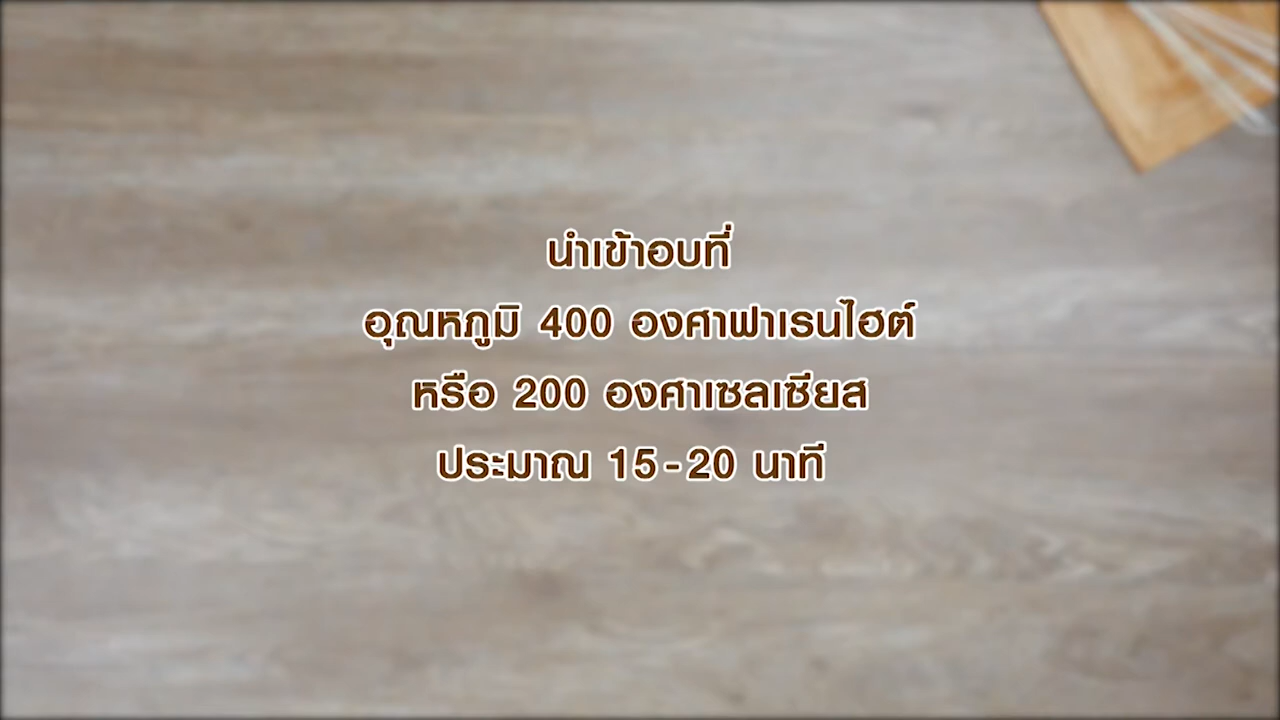 นำเข้าอบที่
อุณหภูมิ 400 องศาฟาเรนไฮต์
หรือ 200 องศาเซลเซียส
ประมาณ 15-20 นาที